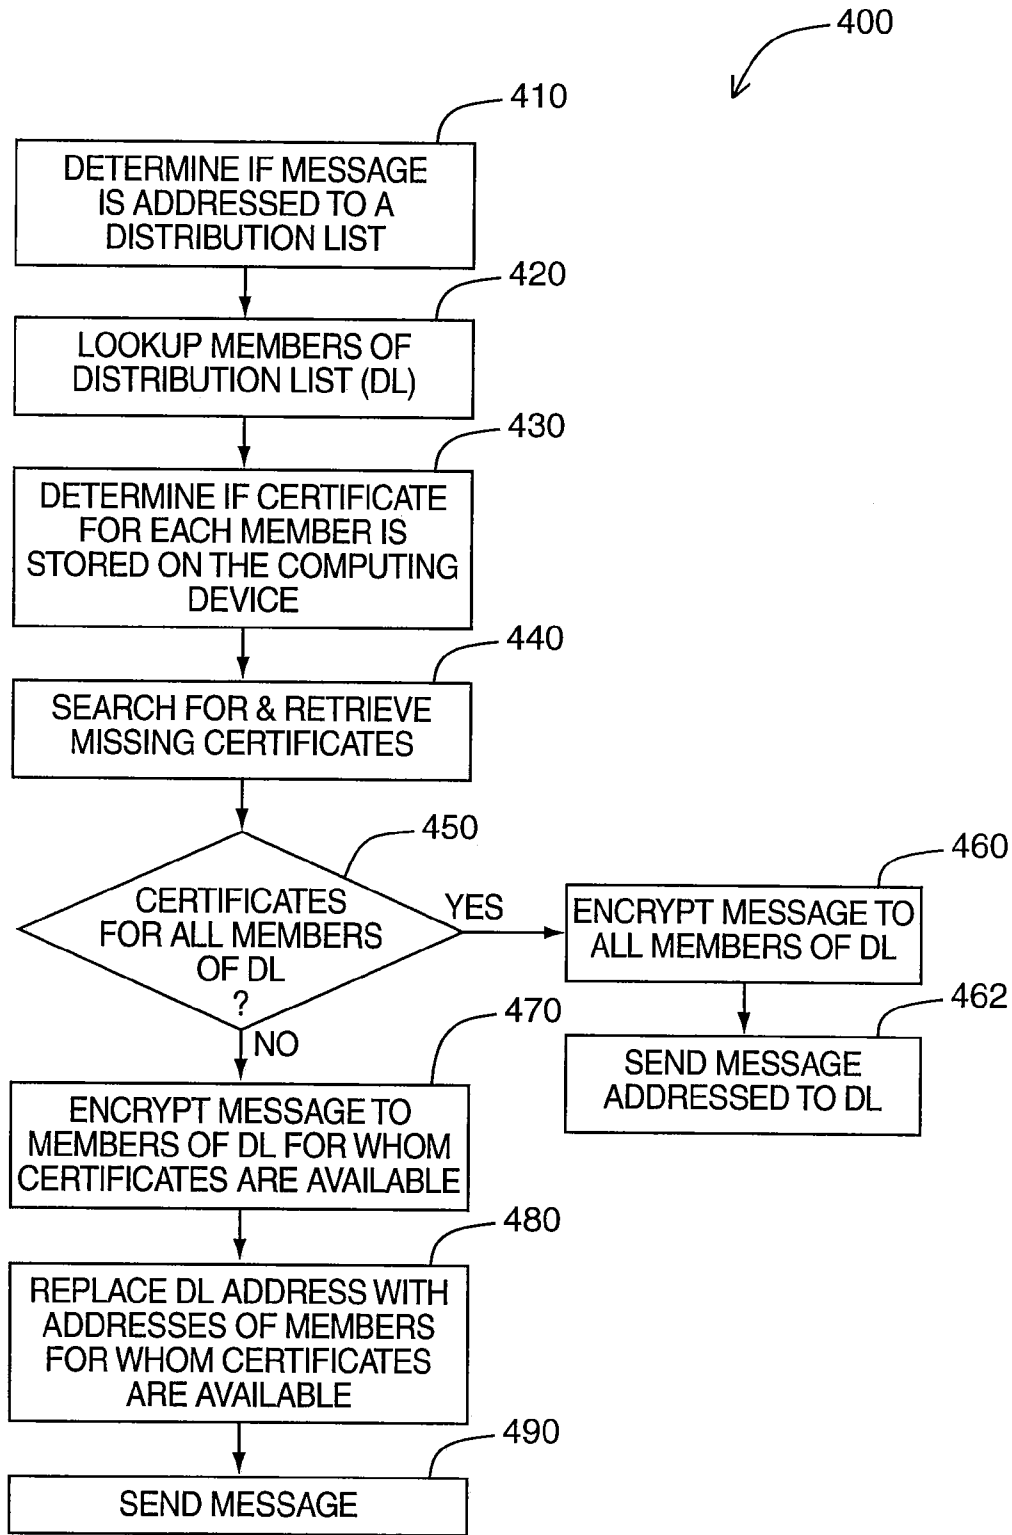 400
410
DETERMINE IF MESSAGE
IS ADDRESSED TO A
DISTRIBUTION LIST
420
LOOKUP MEMBERS OF
DISTRIBUTION LIST (DL)
430
DETERMINE IF CERTIFICATE
FOR EACH MEMBER IS
STORED ON THE COMPUTING
DEVICE
440
SEARCH FOR & RETRIEVE
MISSING CERTIFICATES
450
CERTIFICATES
FOR ALL MEMBERS
OF DL
?
YES
460
ENCRYPT MESSAGE TO
ALL MEMBERS OF DL
462
SEND MESSAGE
ADDRESSED TO DL
NO
470
ENCRYPT MESSAGE TO
MEMBERS OF DL FOR WHOM
CERTIFICATES ARE AVAILABLE
480
REPLACE DL ADDRESS WITH
ADDRESSES OF MEMBERS
FOR WHOM CERTIFICATES
ARE AVAILABLE
490
SEND MESSAGE